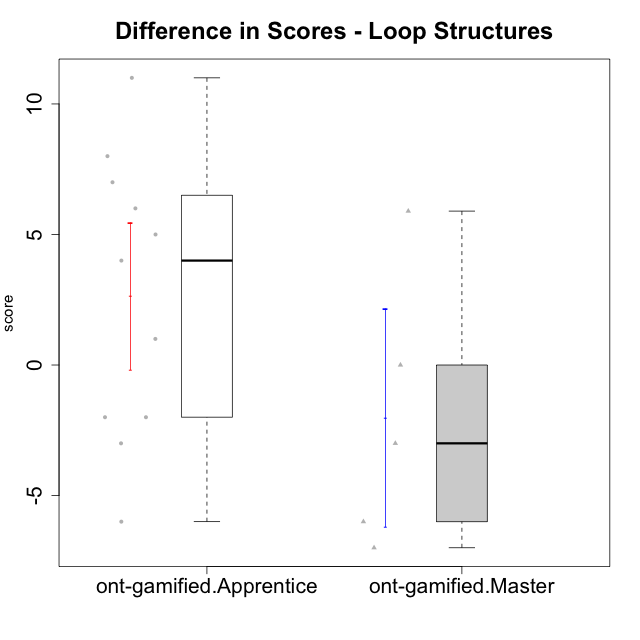 Difference in Scores - Loop Structures
10
5
0
-5
score
ont-gamified.Apprentice
ont-gamified.Master